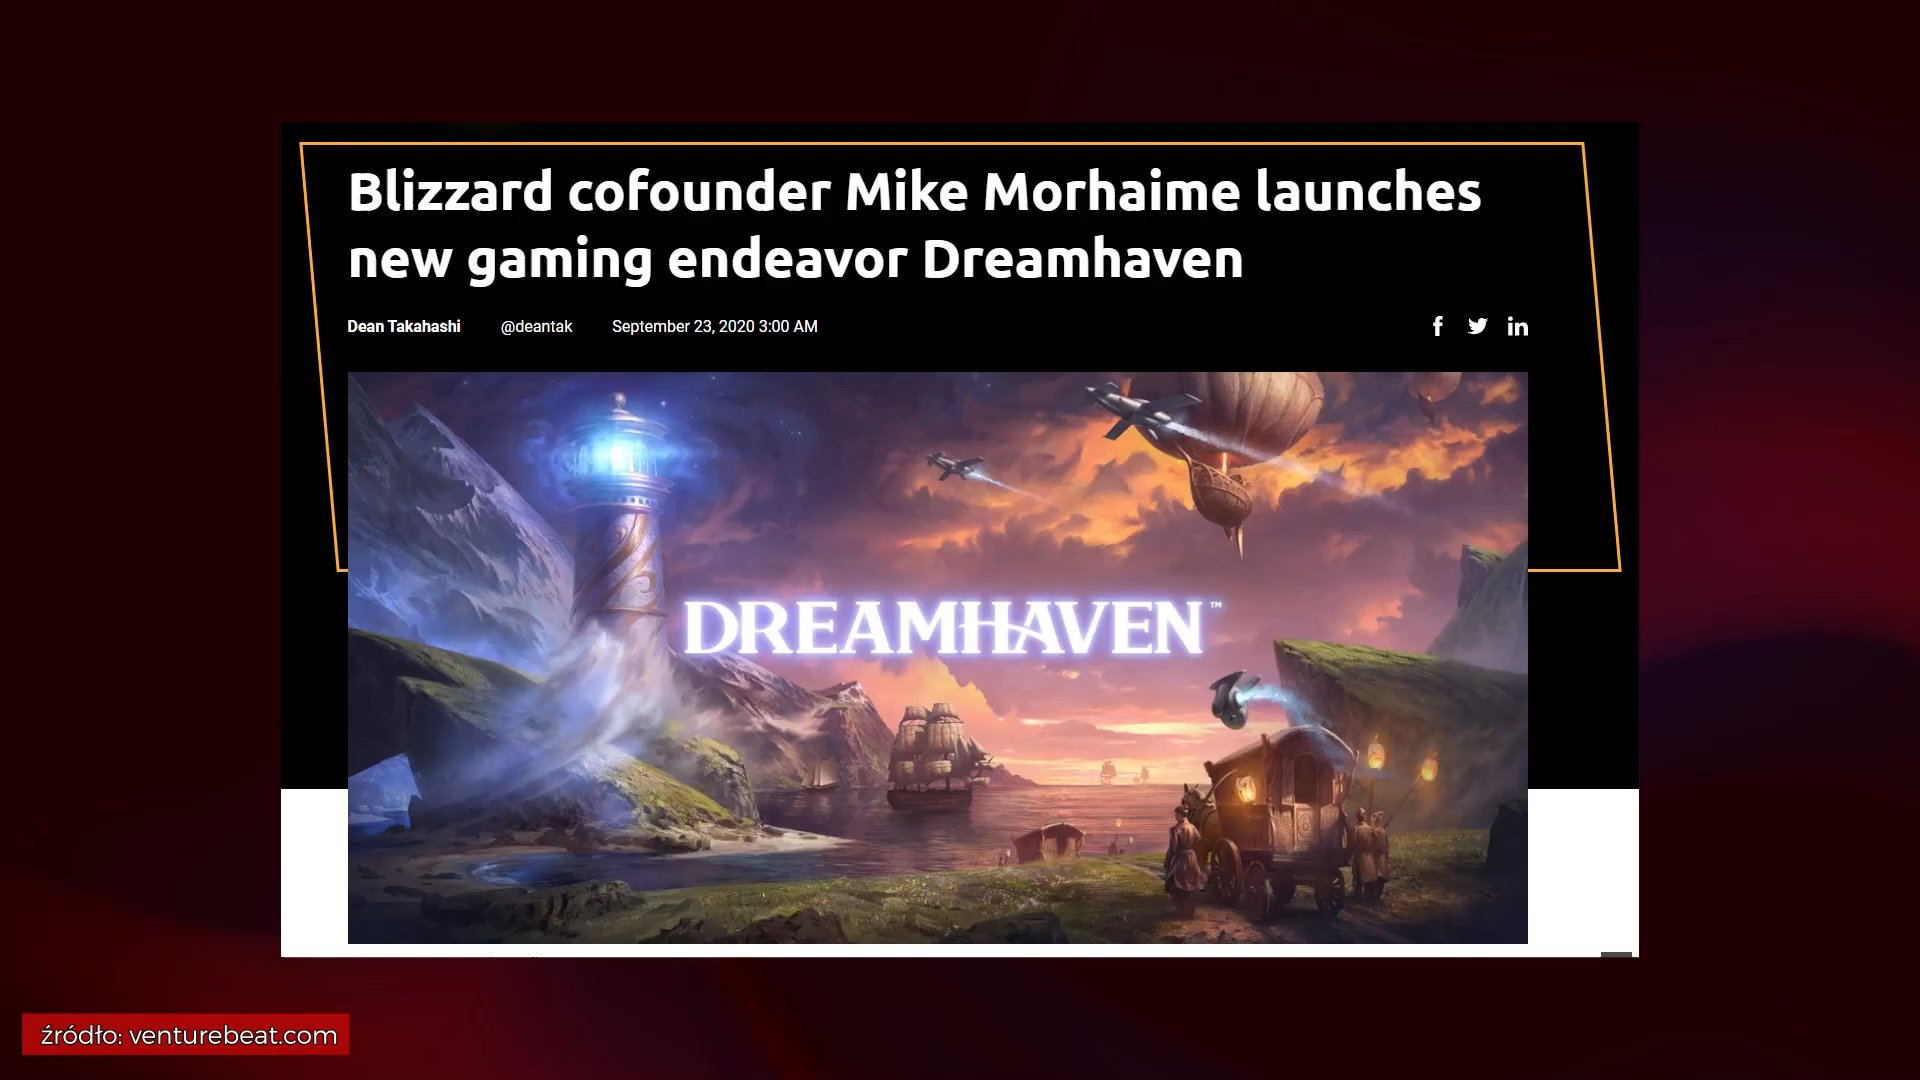 Blizzard cofounder Mike Morhaime launches
new gaming endeavor Dreamhaven
Dean Takahashi @deantak September 23, 2020 3:00 AM
DREAMHAVEN™
źródło: venturebeat.com